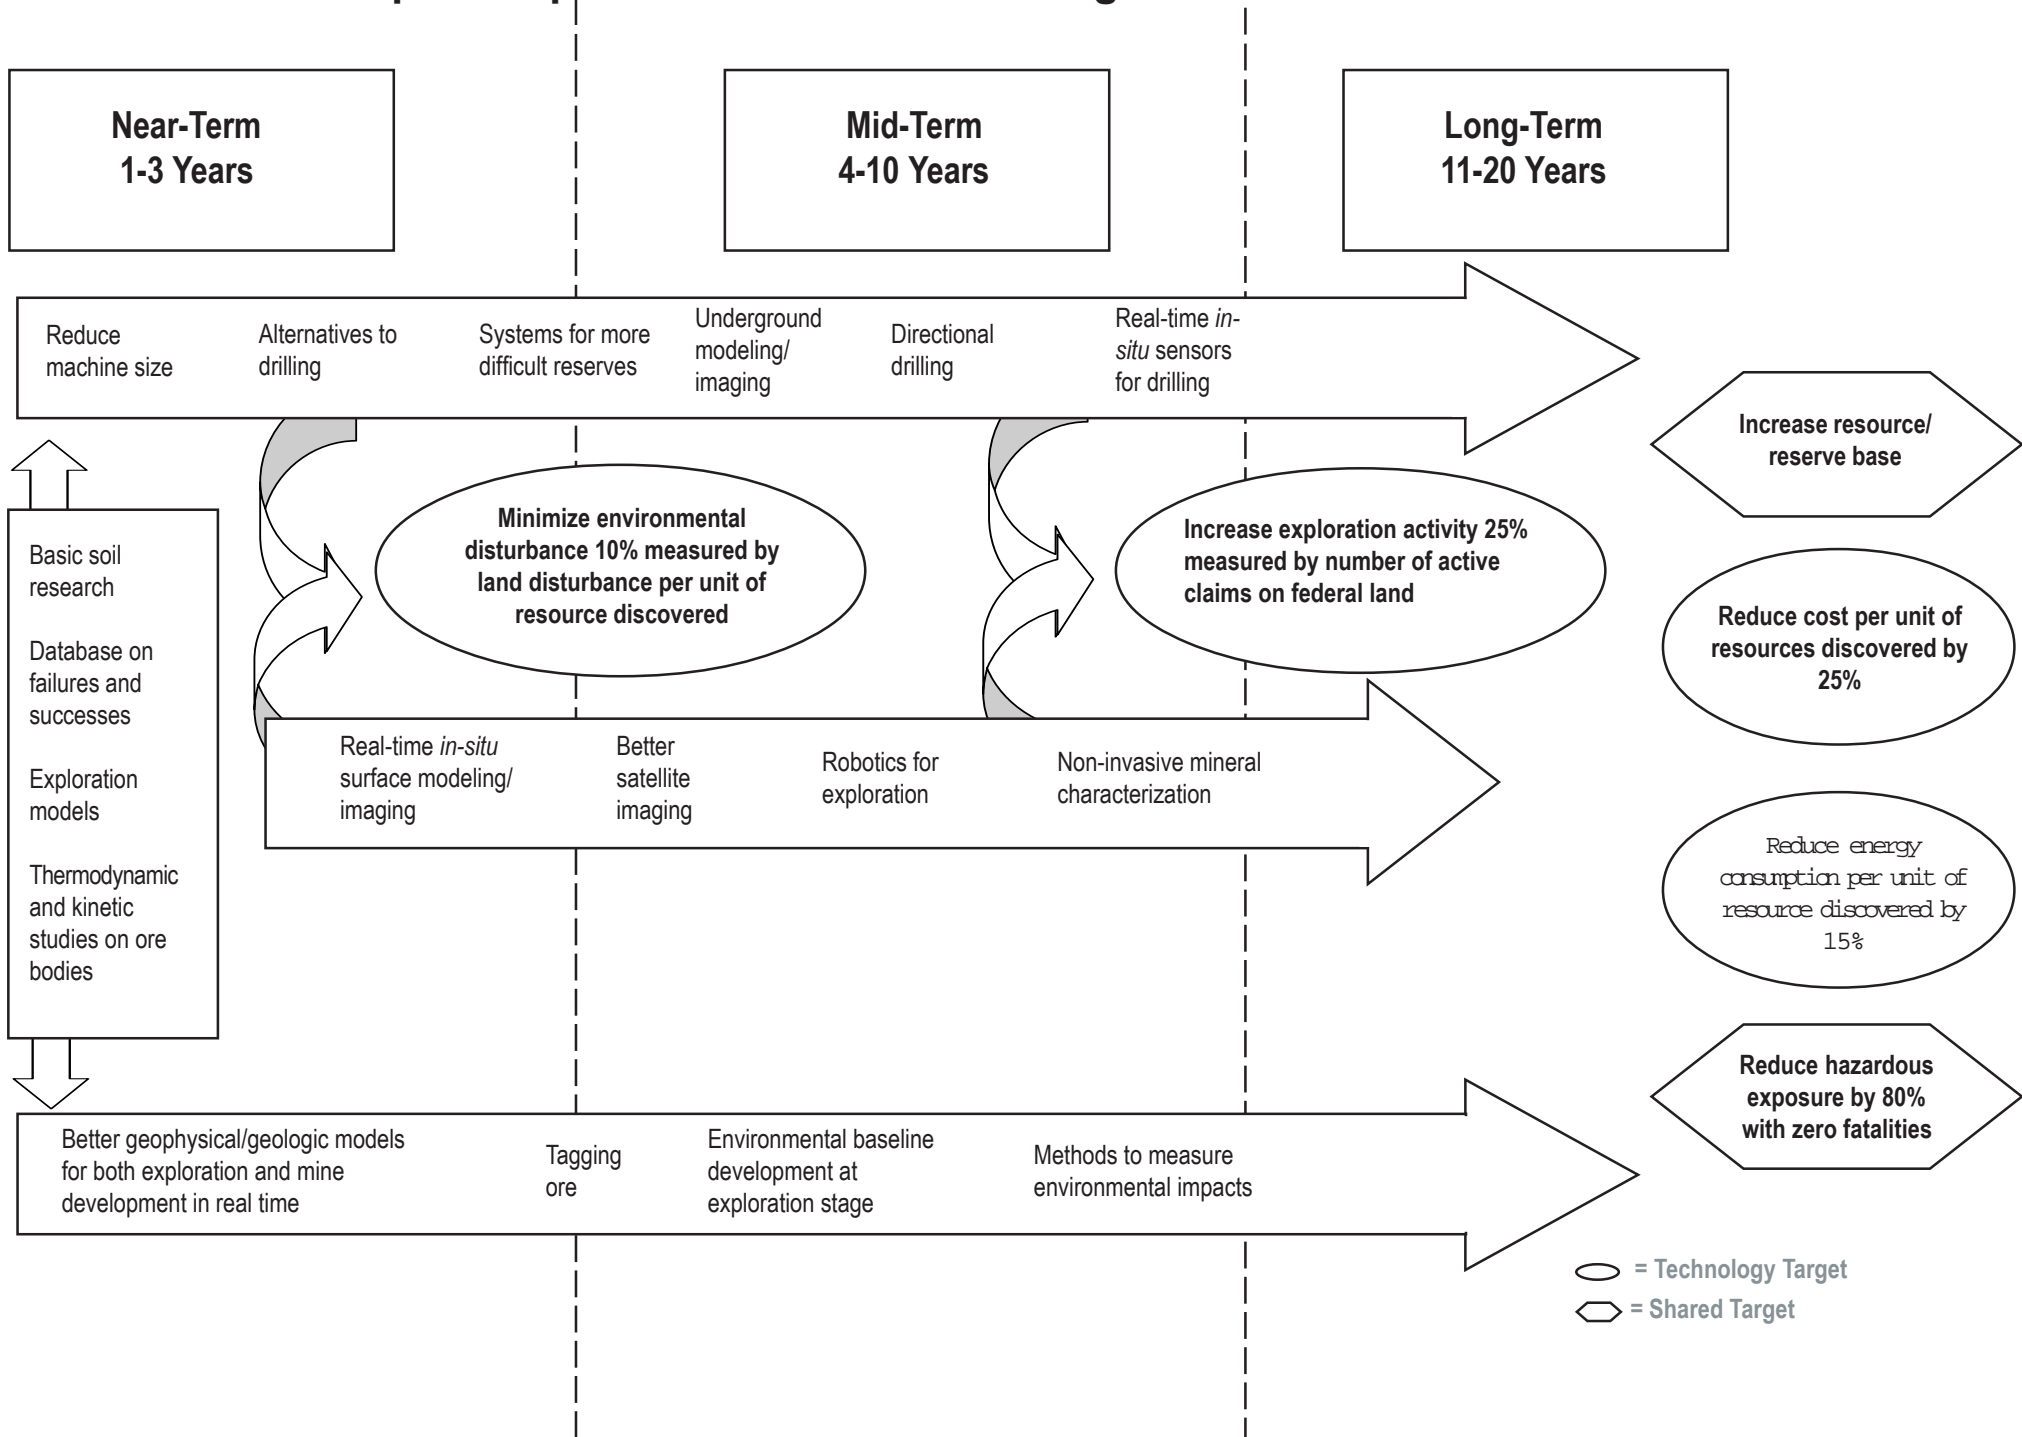 Near-Term
1-3 Years
Mid-Term
4-10 Years
Long-Term
11-20 Years
Reduce
machine size
Alternatives to
drilling
Systems for more
difficult reserves
Underground
modeling/
imaging
Directional
drilling
Real-time in-
situ sensors
for drilling
Increase resource/
reserve base
Basic soil
research
Database on
failures and
successes
Exploration
models
Thermodynamic
and kinetic
studies on ore
bodies
Minimize environmental
disturbance 10% measured by
land disturbance per unit of
resource discovered
Increase exploration activity 25%
measured by number of active
claims on federal land
Reduce cost per unit of
resources discovered by
25%
Real-time in-situ
surface modeling/
imaging
Better
satellite
imaging
Robotics for
exploration
Non-invasive mineral
characterization
Reduce energy
consumption per unit of
resource discovered by
15%
Reduce hazardous
exposure by 80%
with zero fatalities
Better geophysical/geologic models
for both exploration and mine
development in real time
Tagging
ore
Environmental baseline
development at
exploration stage
Methods to measure
environmental impacts
= Technology Target
= Shared Target